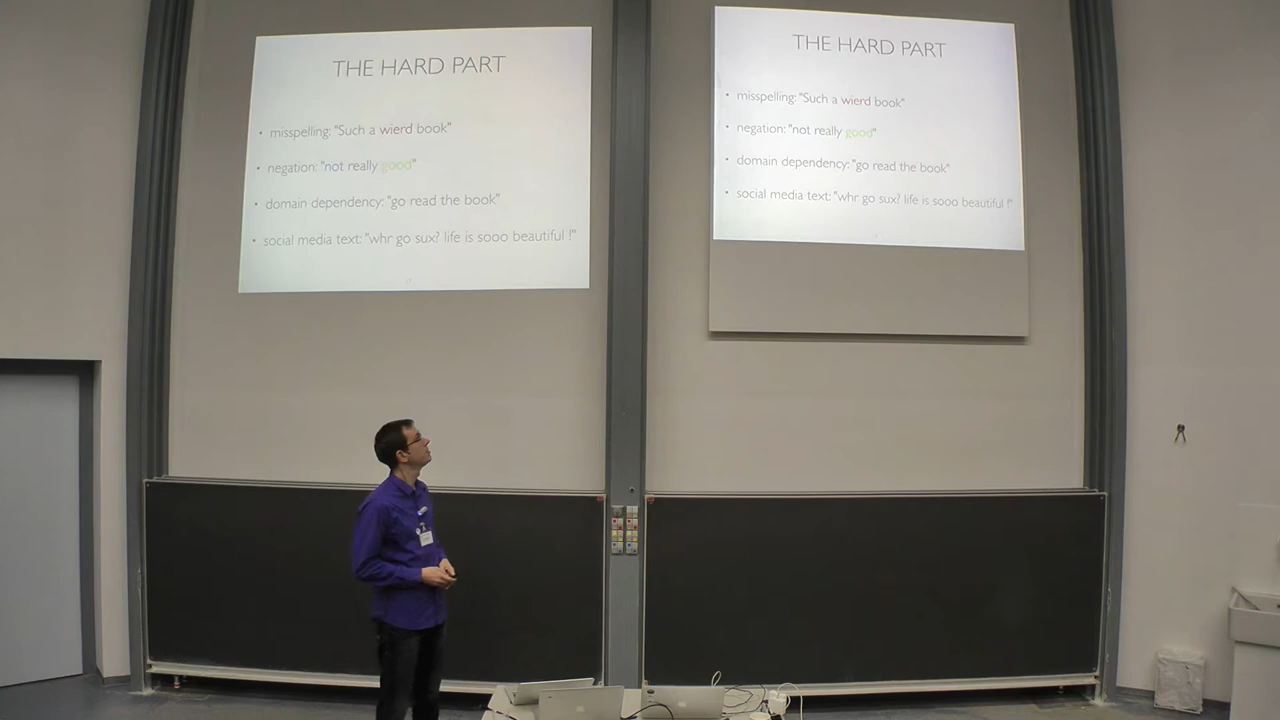 THE HARD PART
• misspelling: "Such a wierd book"
• negation: "not really good"
• domain dependency: "go read the book"
• social media text: "whr go sux? life is sooo beautiful !"
THE HARD PART
• misspelling: "Such a wierd book"
• negation: "not really good"
• domain dependency: "go read the book"
• social media text: "whr go sux? life is sooo beautiful !"